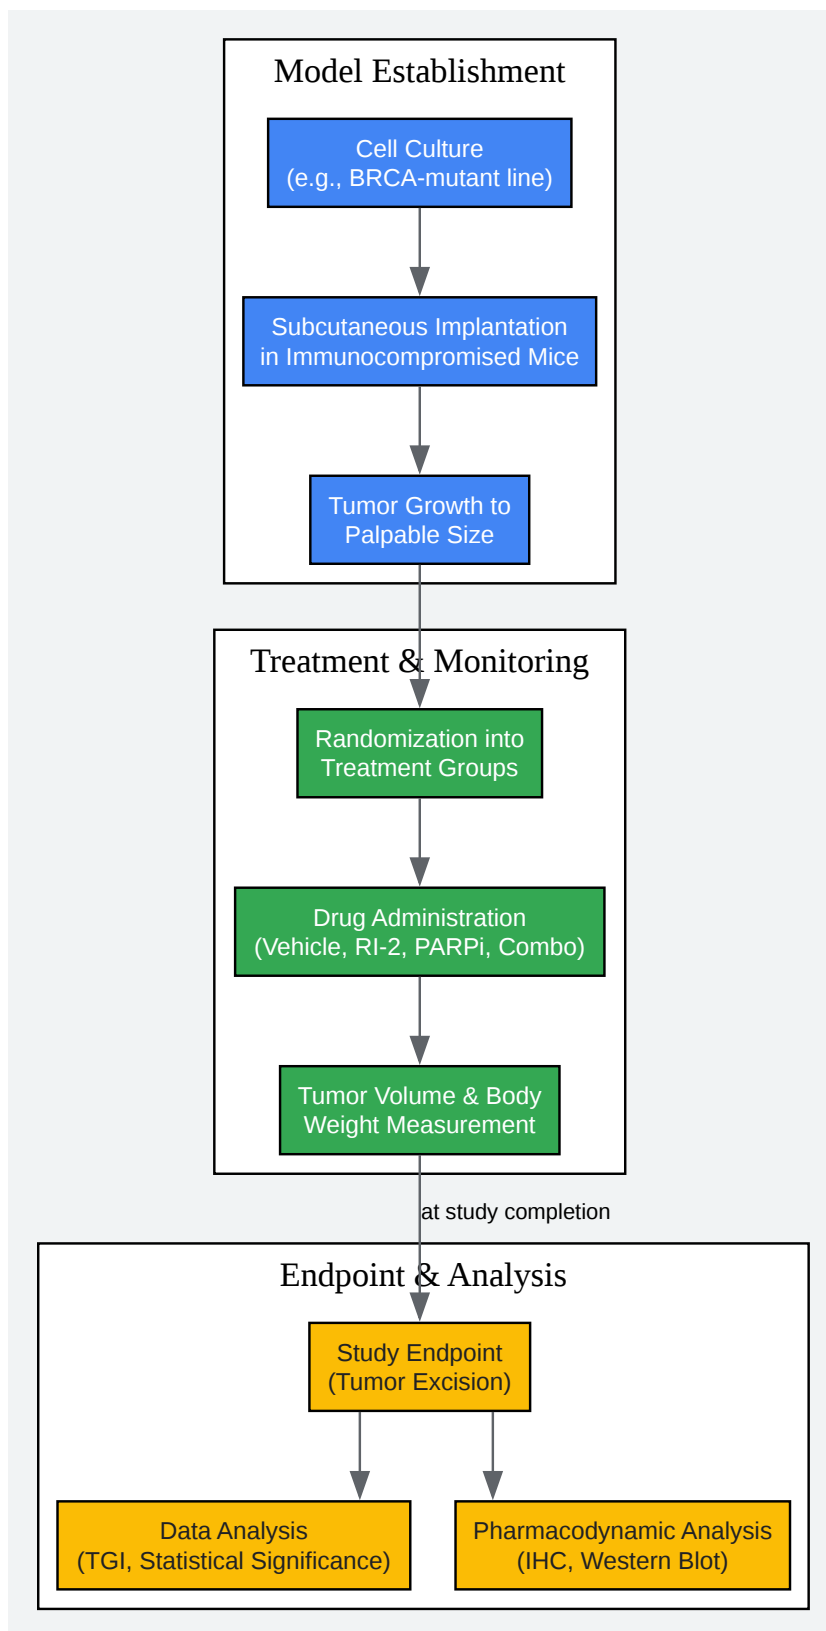 Model Establishment
Cell Culture
(e.g., BRCA-mutant line)
Subcutaneous Implantation
in Immunocompromised Mice
Tumor Growth to
Palpable Size
Treatment & Monitoring
Randomization into
Treatment Groups
Drug Administration
(Vehicle, RI-2, PARPi, Combo)
Tumor Volume & Body
Weight Measurement
at study completion
Endpoint & Analysis
Study Endpoint
(Tumor Excision)
Data Analysis
(TGI, Statistical Significance)
Pharmacodynamic Analysis
(IHC, Western Blot)